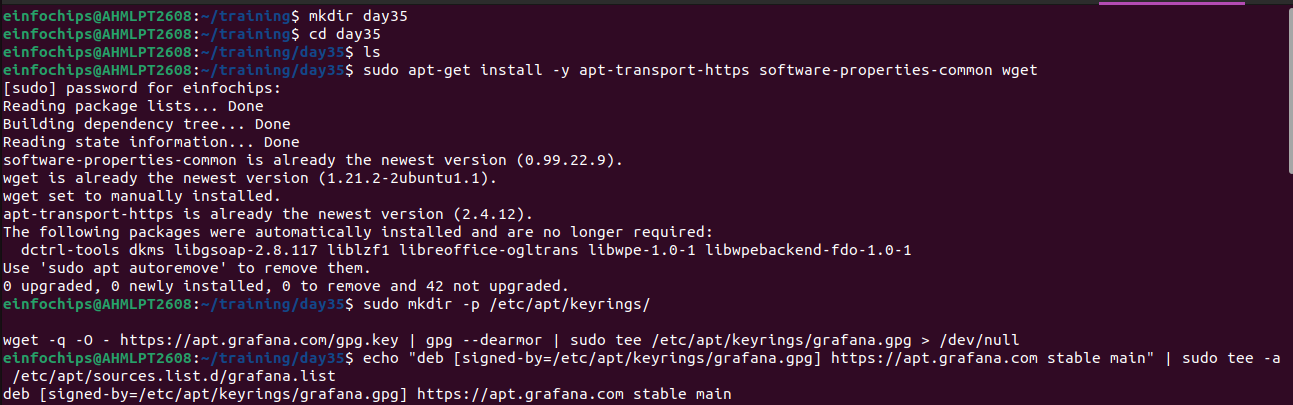 einfochips@AHMLPT2608:~/training$ mkdir day35
einfochips@AHMLPT2608:~/training$ cd day35
einfochips@AHMLPT2608:~/training/day35$ ls
einfochips@AHMLPT2608:~/training/day35$ sudo apt-get install -y apt-transport-https software-properties-common wget
[sudo] password for einfochips:
Reading package lists... Done
Building dependency tree... Done
Reading state information... Done
software-properties-common is already the newest version (0.99.22.9).
wget is already the newest version (1.21.2-2ubuntu1.1).
wget set to manually installed.
apt-transport-https is already the newest version (2.4.12).
The following packages were automatically installed and are no longer required:
  dctrl-tools dkms libgsoap-2.8.117 liblzf1 libreoffice-ogltrans libwpe-1.0-1 libwpebackend-fdo-1.0-1
Use 'sudo apt autoremove' to remove them.
0 upgraded, 0 newly installed, 0 to remove and 42 not upgraded.
einfochips@AHMLPT2608:~/training/day35$ sudo mkdir -p /etc/apt/keyrings/
wget -q -O - https://apt.grafana.com/gpg.key | gpg --dearmor | sudo tee /etc/apt/keyrings/grafana.gpg > /dev/null
einfochips@AHMLPT2608:~/training/day35$ echo "deb [signed-by=/etc/apt/keyrings/grafana.gpg] https://apt.grafana.com stable main" | sudo tee -a
 /etc/apt/sources.list.d/grafana.list
deb [signed-by=/etc/apt/keyrings/grafana.gpg] https://apt.grafana.com stable main